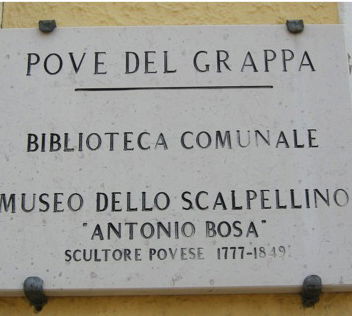 POVE DEL GRAPPA
BIBLIOTECA COMUNALE
MUSEO DELLO SCALPELLINO
"ANTONIO BOSA"
SCULTORE POVESE 1777-1849